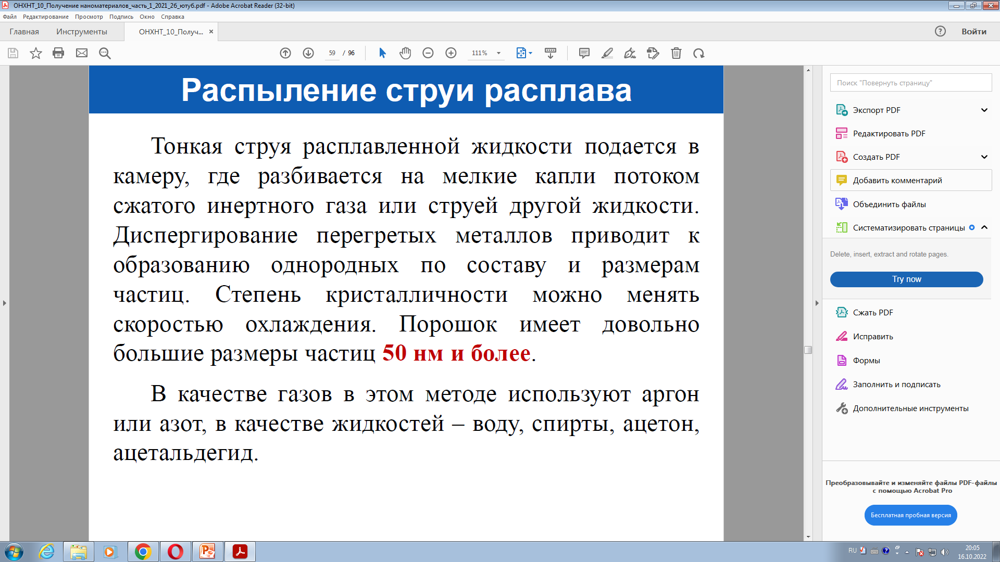 ОНХНТ_10_Получение наноматериалов_часть_1_2021_26_ютуб.pdf - Adobe Acrobat Reader (32-bit)
Файл Редактирование Просмотр Подпись Окно Справка
Главная Инструменты ОНХНТ_10_Получ... × Войти
59 / 96 111%
Распыление струи расплава
Тонкая струя расплавленной жидкости подается в
камеру, где разбивается на мелкие капли потоком
сжатого инертного газа или струей другой жидкости.
Диспергирование перегретых металлов приводит к
образованию однородных по составу и размерам
частиц. Степень кристалличности можно менять
скоростью охлаждения. Порошок имеет довольно
большие размеры частиц 50 нм и более.
В качестве газов в этом методе используют аргон
или азот, в качестве жидкостей – воду, спирты, ацетон,
ацетальдегид.
Поиск "Повернуть страницу"
Экспорт PDF
Редактировать PDF
Создать PDF
Добавить комментарий
Объединить файлы
Систематизировать страницы
Delete, insert, extract and rotate pages.
Try now
Сжать PDF
Исправить
Формы
Заполнить и подписать
Дополнительные инструменты
Преобразовывайте и изменяйте файлы PDF-файлы
с помощью Acrobat Pro
Бесплатная пробная версия
RU
20:05
16.10.2022